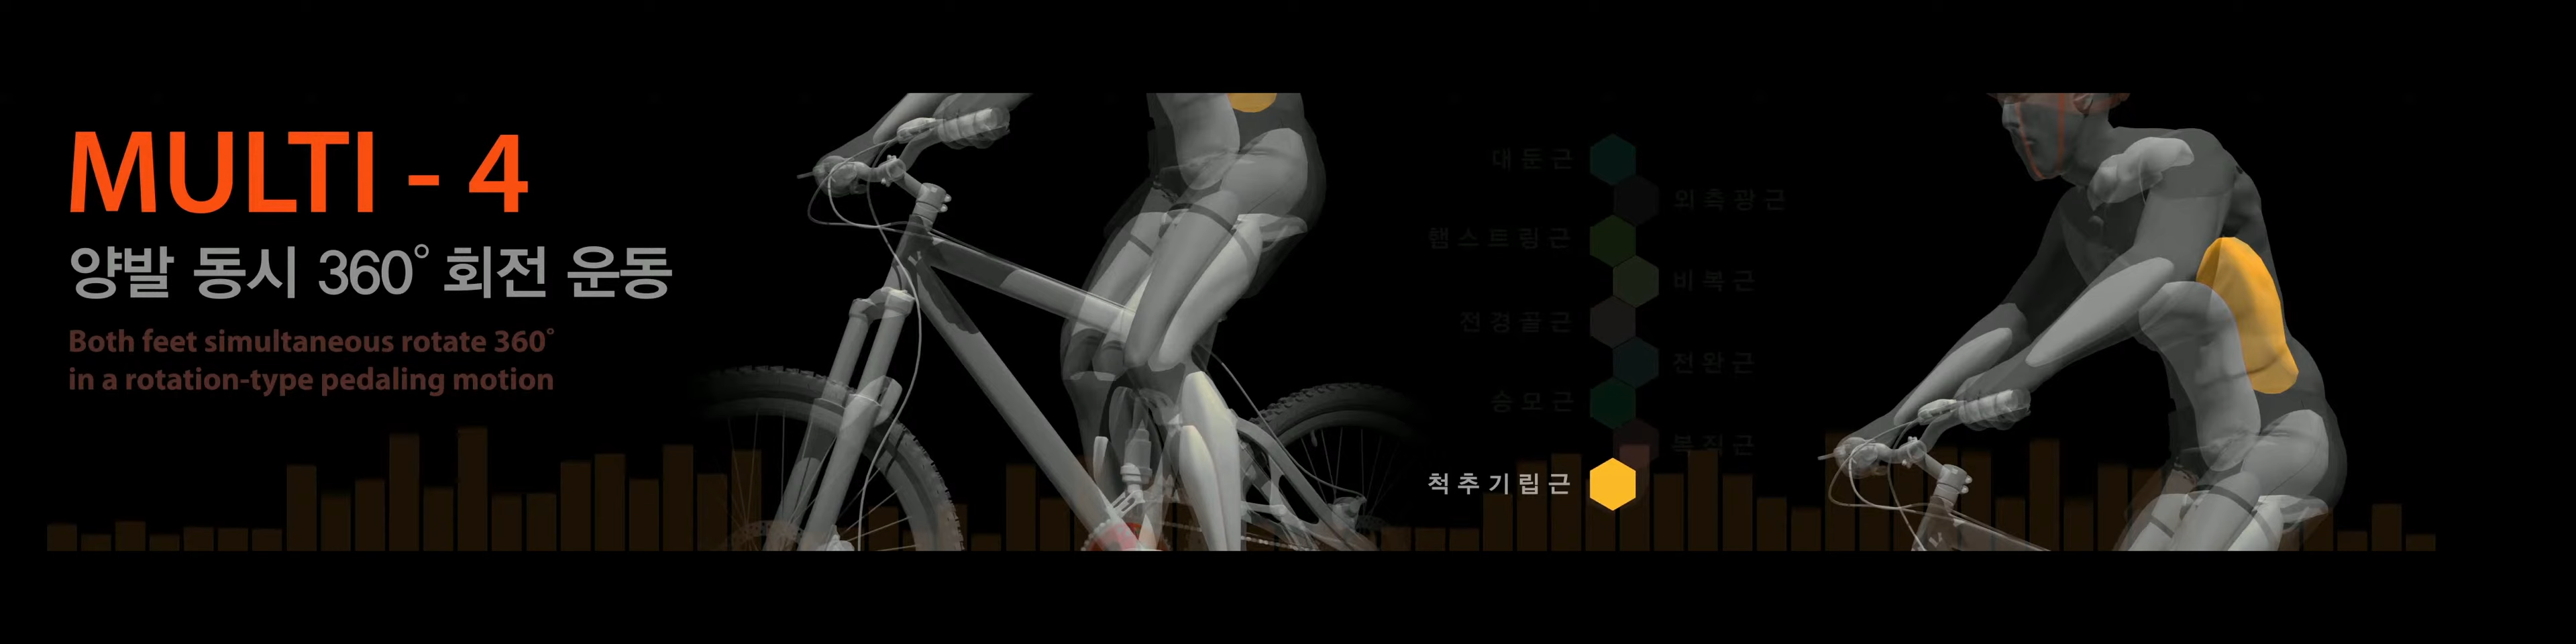 MULTI - 4
양발 동시 360° 회전 운동
Both feet simultaneous rotate 360°
in a rotation-type pedaling motion
대둔근
외측광근
햄스트링근
비복근
전경골근
전완근
승모근
복직근
척추기립근